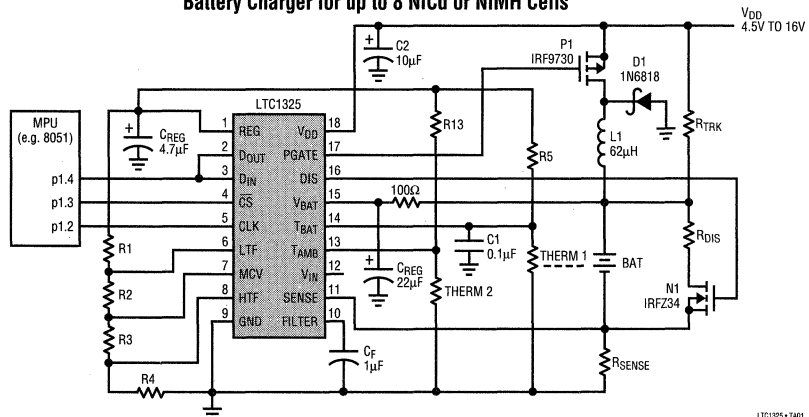 Battery Charger for up to 8 NiCd or NiMH Cells
VDD
4.5V TO 16V
C2
10µF
P1
IRF9730
D1
1N6818
LTC1325
MPU
(e.g. 8051)
p1.4
p1.3
p1.2
CREG
4.7µF
1 REG
2 DOUT
3 DIN
4 CS
5 CLK
6 LTF
7 MCV
8 HTF
9 GND
VDD 18
PGATE 17
DIS 16
VBAT 15
TBAT 14
TAMB 13
VIN 12
SENSE 11
FILTER 10
R13
R5
L1
62µH
RTRK
100Ω
C1
0.1µF
CREG
22µF
THERM 1
THERM 2
BAT
RDIS
N1
IRFZ34
R1
R2
R3
R4
CF
1µF
RSENSE
LTC1325 • TA01